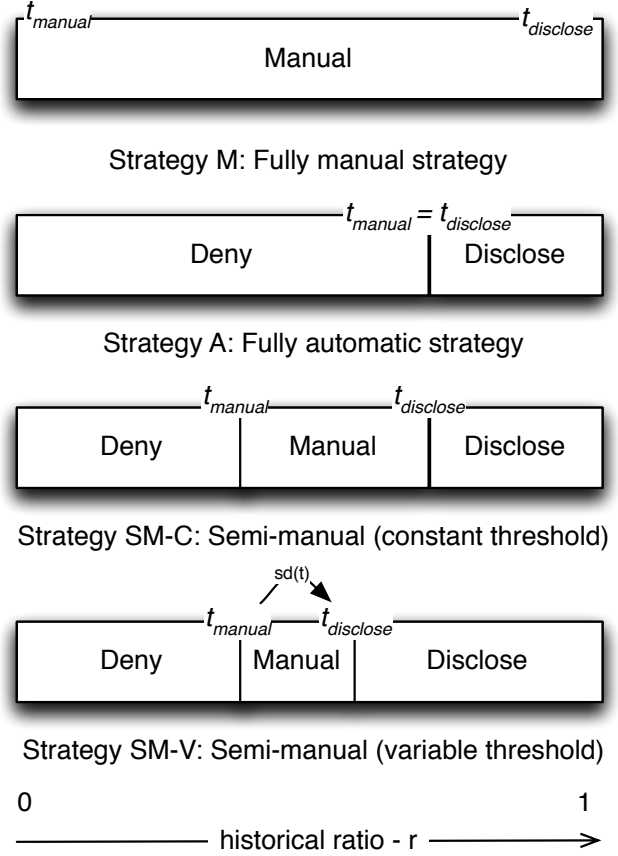 t_manual t_disclose
Manual
Strategy M: Fully manual strategy
t_manual = t_disclose
Deny Disclose
Strategy A: Fully automatic strategy
t_manual t_disclose
Deny Manual Disclose
Strategy SM-C: Semi-manual (constant threshold)
sd(t)
t_manual t_disclose
Deny Manual Disclose
Strategy SM-V: Semi-manual (variable threshold)
0 1
historical ratio - r